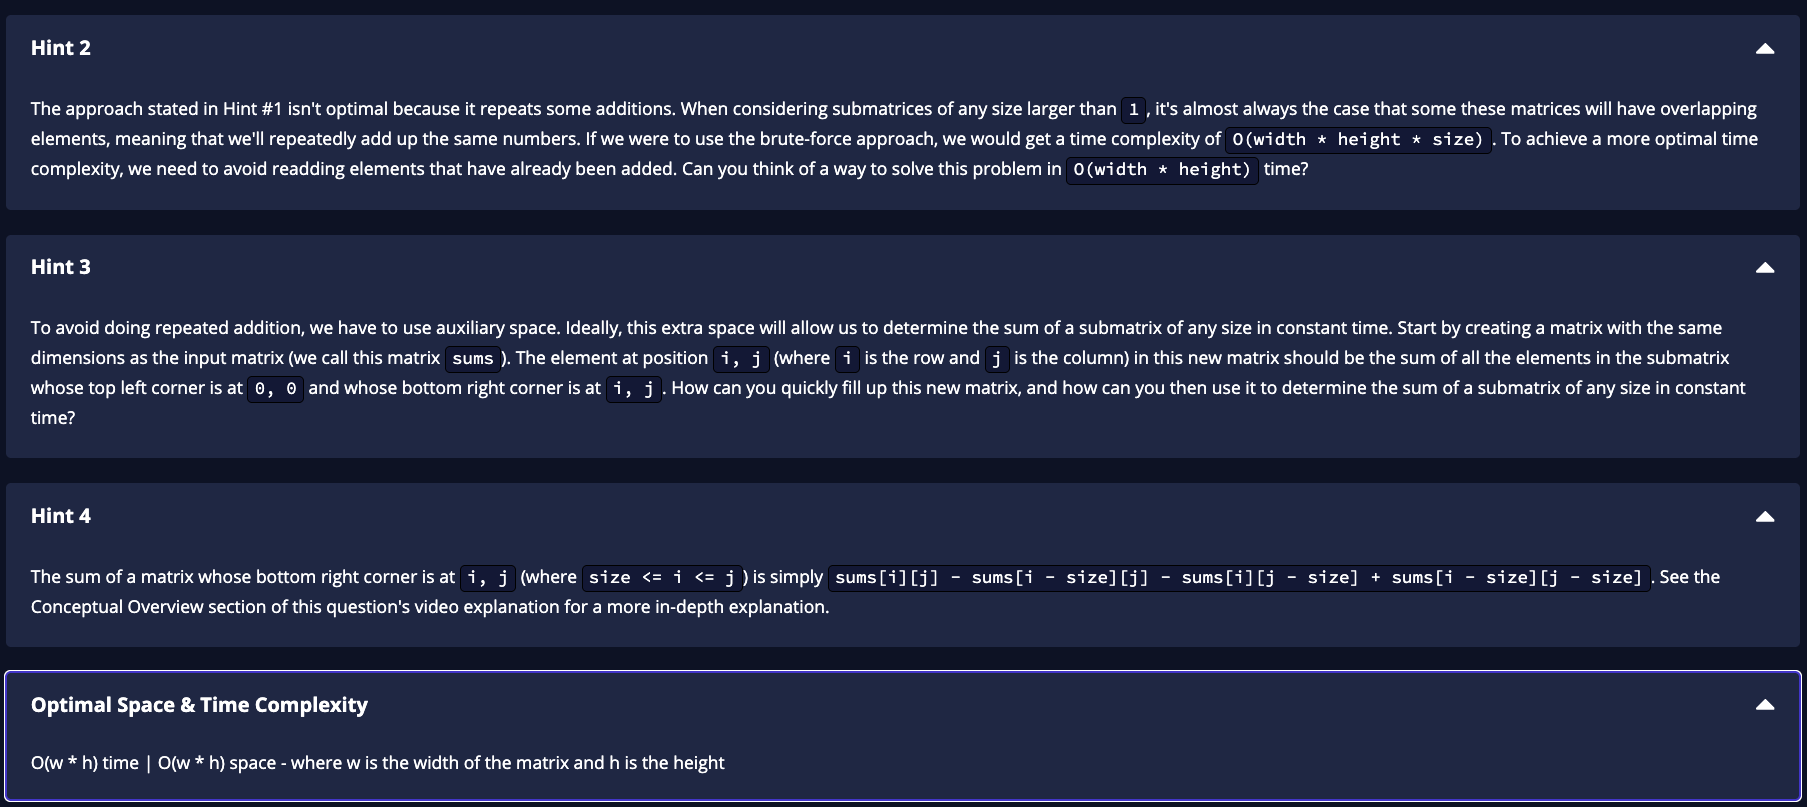 Hint 2
The approach stated in Hint #1 isn't optimal because it repeats some additions. When considering submatrices of any size larger than 1, it's almost always the case that some these matrices will have overlapping
elements, meaning that we'll repeatedly add up the same numbers. If we were to use the brute-force approach, we would get a time complexity of O(width * height * size). To achieve a more optimal time
complexity, we need to avoid readding elements that have already been added. Can you think of a way to solve this problem in O(width * height) time?
Hint 3
To avoid doing repeated addition, we have to use auxiliary space. Ideally, this extra space will allow us to determine the sum of a submatrix of any size in constant time. Start by creating a matrix with the same
dimensions as the input matrix (we call this matrix sums). The element at position i, j (where i is the row and j is the column) in this new matrix should be the sum of all the elements in the submatrix
whose top left corner is at 0, 0 and whose bottom right corner is at i, j. How can you quickly fill up this new matrix, and how can you then use it to determine the sum of a submatrix of any size in constant
time?
Hint 4
The sum of a matrix whose bottom right corner is at i, j (where size <= i <= j) is simply sums[i][j] - sums[i - size][j] - sums[i][j - size] + sums[i - size][j - size]. See the
Conceptual Overview section of this question's video explanation for a more in-depth explanation.
Optimal Space & Time Complexity
O(w * h) time | O(w * h) space - where w is the width of the matrix and h is the height